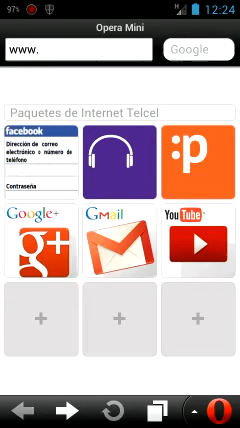 97%
H
12:24
Opera Mini
www.
Google
Paquetes de Internet Telcel
facebook
Dirección de correo
electrónico o número de
teléfono
Contraseña
:p
Google+
g+
GMail
YouTube